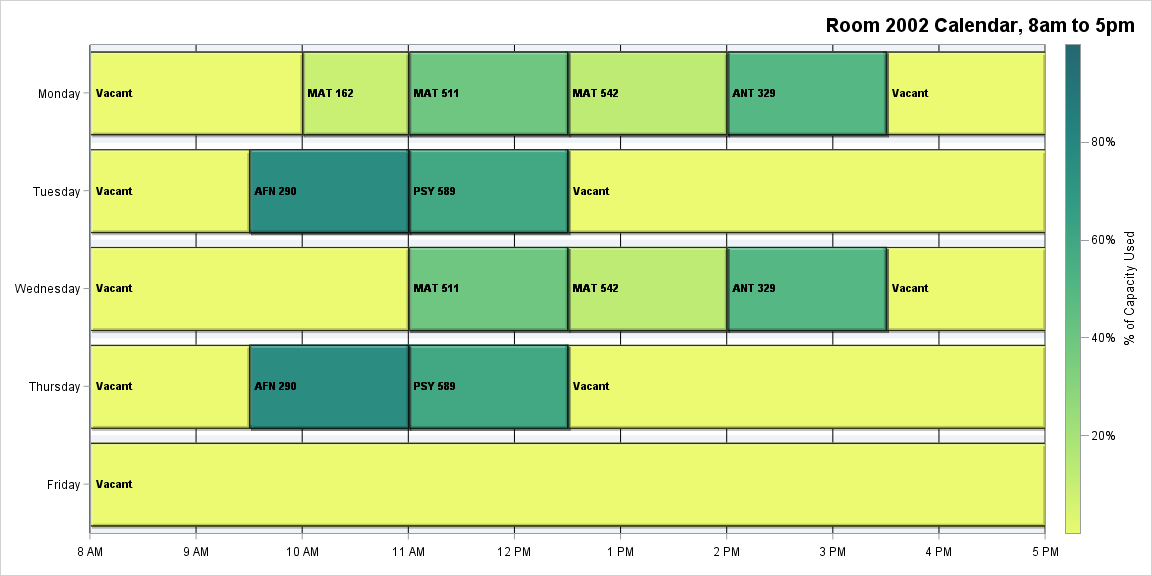 Room 2002 Calendar, 8am to 5pm
Monday
Vacant
MAT 162
MAT 511
MAT 542
ANT 329
Vacant
Tuesday
Vacant
AFN 290
PSY 589
Vacant
Wednesday
Vacant
MAT 511
MAT 542
ANT 329
Vacant
Thursday
Vacant
AFN 290
PSY 589
Vacant
Friday
Vacant
8 AM
9 AM
10 AM
11 AM
12 PM
1 PM
2 PM
3 PM
4 PM
5 PM
80%
60%
40%
20%
% of Capacity Used